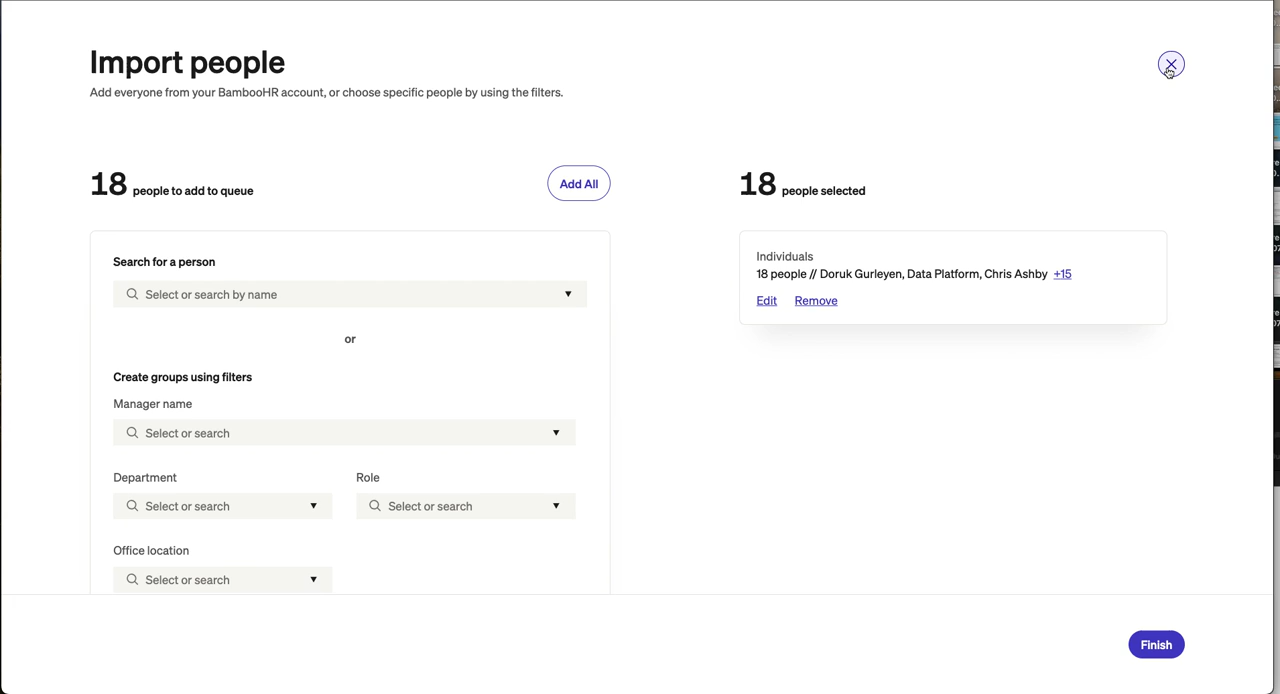 Import people
Add everyone from your BambooHR account, or choose specific people by using the filters.
18 people to add to queue
Add All
18 people selected
Search for a person
Select or search by name
or
Create groups using filters
Manager name
Select or search
Department
Role
Select or search
Select or search
Office location
Select or search
Individuals
18 people // Doruk Gurleyen, Data Platform, Chris Ashby +15
Edit Remove
Finish